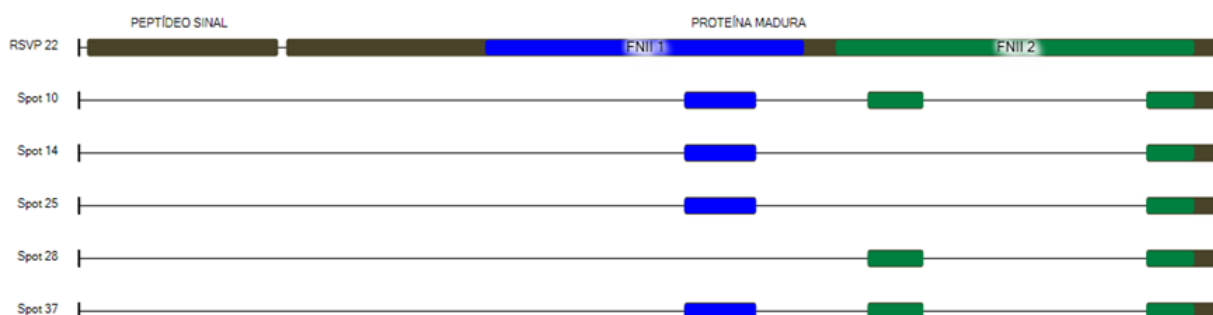 PEPTÍDEO SINAL PROTEÍNA MADURA
RSVP 22 FNII 1 FNII 2
Spot 10
Spot 14
Spot 25
Spot 28
Spot 37